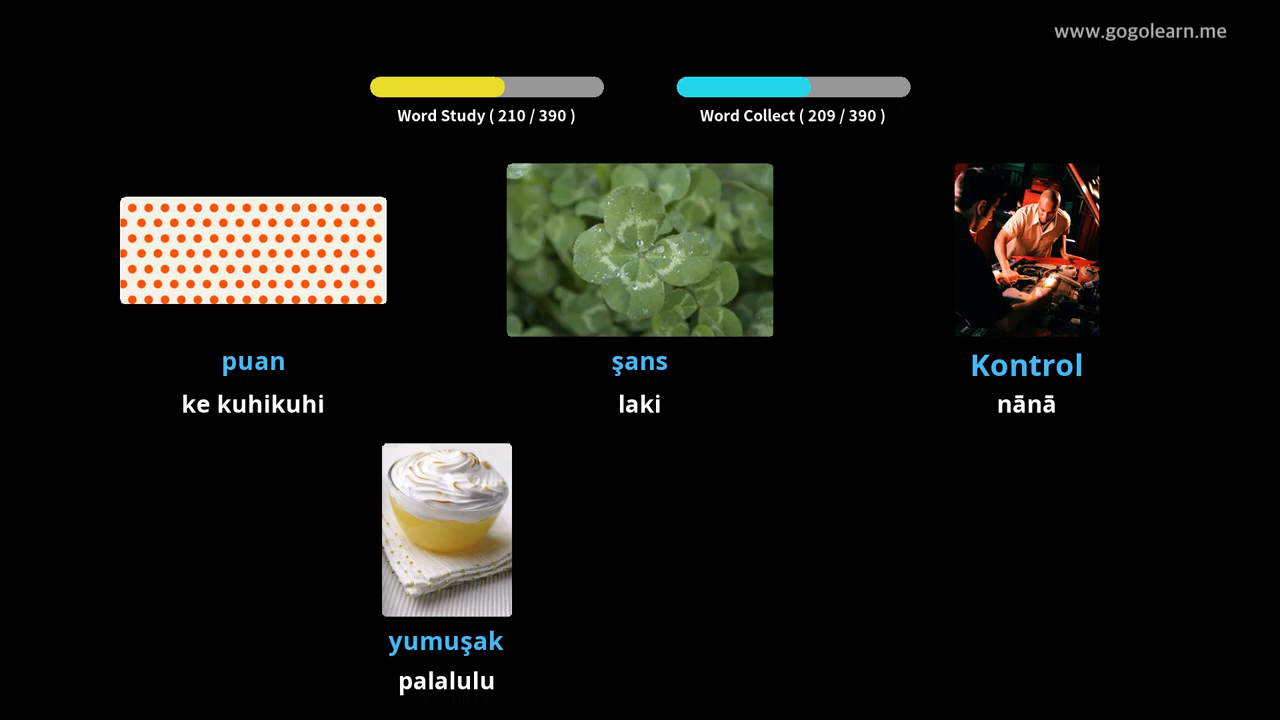 www.gogolearn.me
Word Study ( 210 / 390 )
Word Collect ( 209 / 390 )
puan
ke kuhikuhi
şans
laki
Kontrol
nānā
yumuşak
palalulu